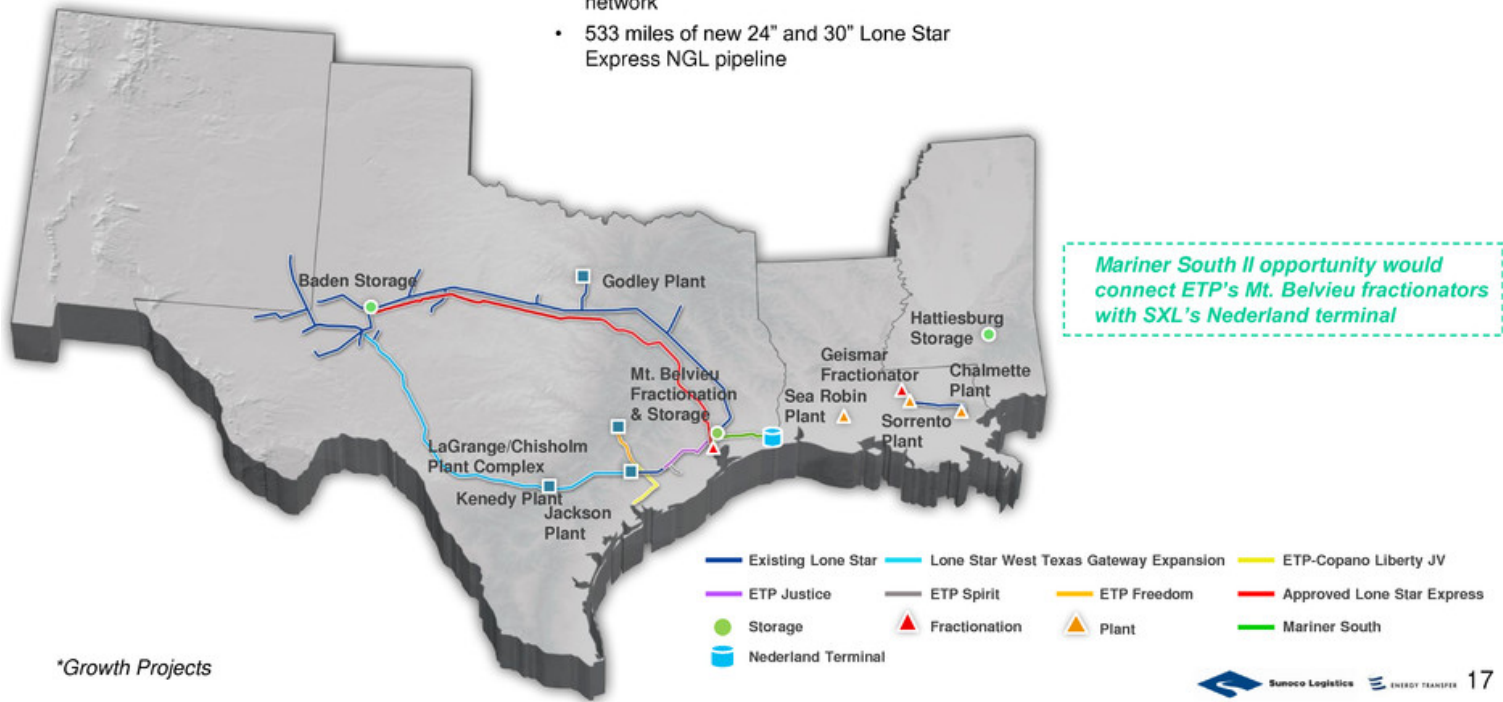 network
• 533 miles of new 24” and 30” Lone Star
Express NGL pipeline
Baden Storage
Godley Plant
Mariner South II opportunity would
connect ETP’s Mt. Belvieu fractionators
with SXL’s Nederland terminal
Hattiesburg
Storage
Geismar
Fractionator
Chalmette
Plant
Mt. Belvieu
Fractionation
& Storage
Sea Robin
Plant
Sorrento
Plant
LaGrange/Chisholm
Plant Complex
Kenedy Plant
Jackson
Plant
Existing Lone Star
Lone Star West Texas Gateway Expansion
ETP-Copano Liberty JV
ETP Justice
ETP Spirit
ETP Freedom
Approved Lone Star Express
Storage
Fractionation
Plant
Mariner South
Nederland Terminal
*Growth Projects
Sunoco Logistics
ENERGY TRANSFER
17